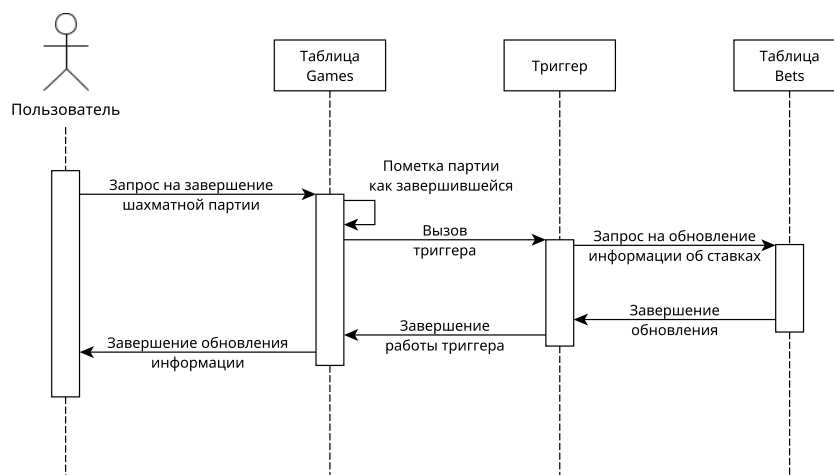 Пользователь
Таблица
Games
Триггер
Таблица
Bets
Запрос на завершение
шахматной партии
Пометка партии
как завершившейся
Вызов
триггера
Запрос на обновление
информации об ставках
Завершение
обновления
Завершение
работы триггера
Завершение обновления
информации